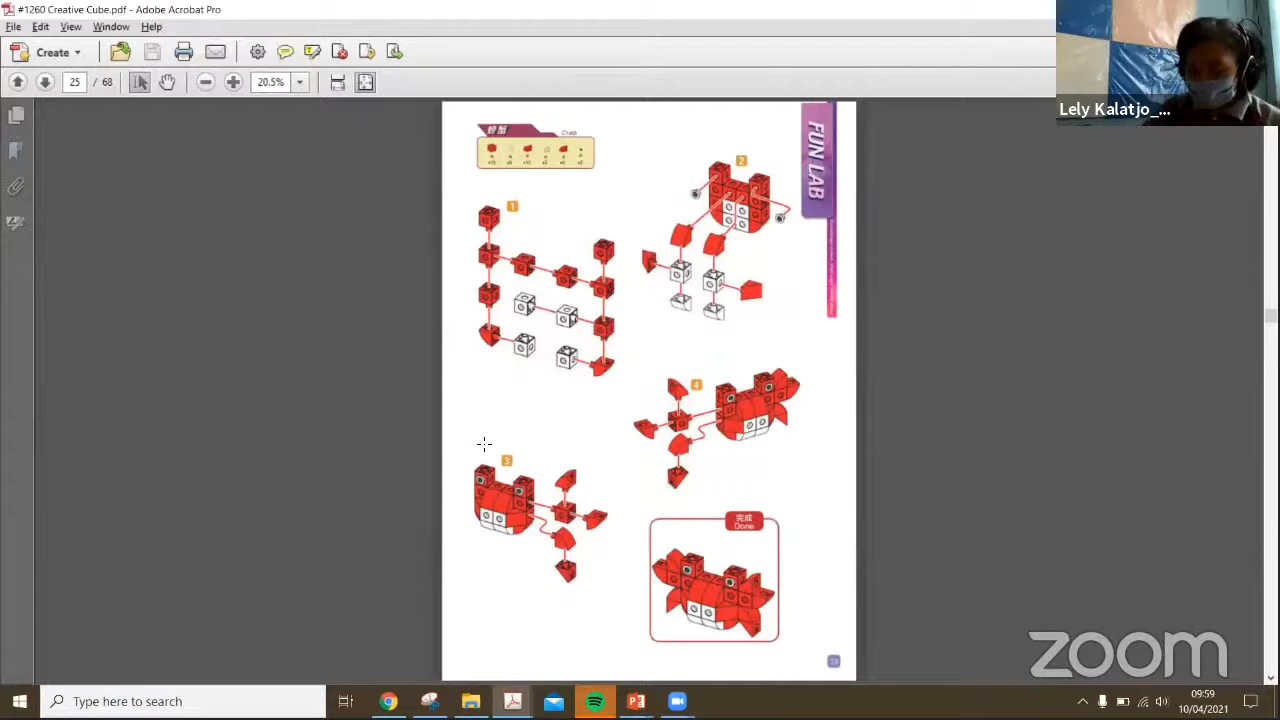 #1260 Creative Cube.pdf - Adobe Acrobat Pro
File Edit View Window Help
Create
25 / 68
20.5%
Lely Kalatjo_...
螃蟹
Crab
FUN LAB
1
2
3
4
完成
Done
zoom
Type here to search
09:59
10/04/2021